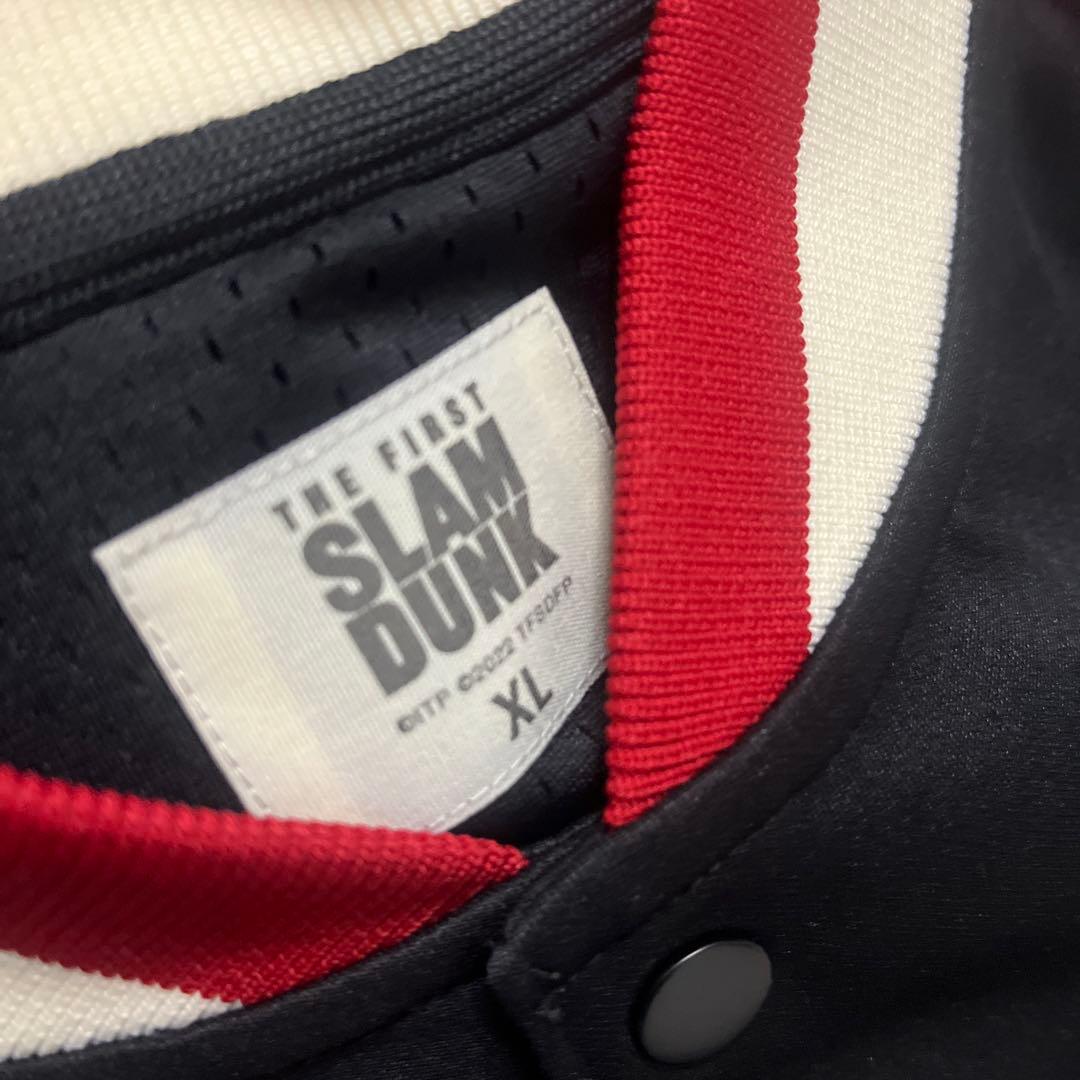 THE FIRST
SLAM
DUNK
©ITP ©2022 TFSDFP
XL